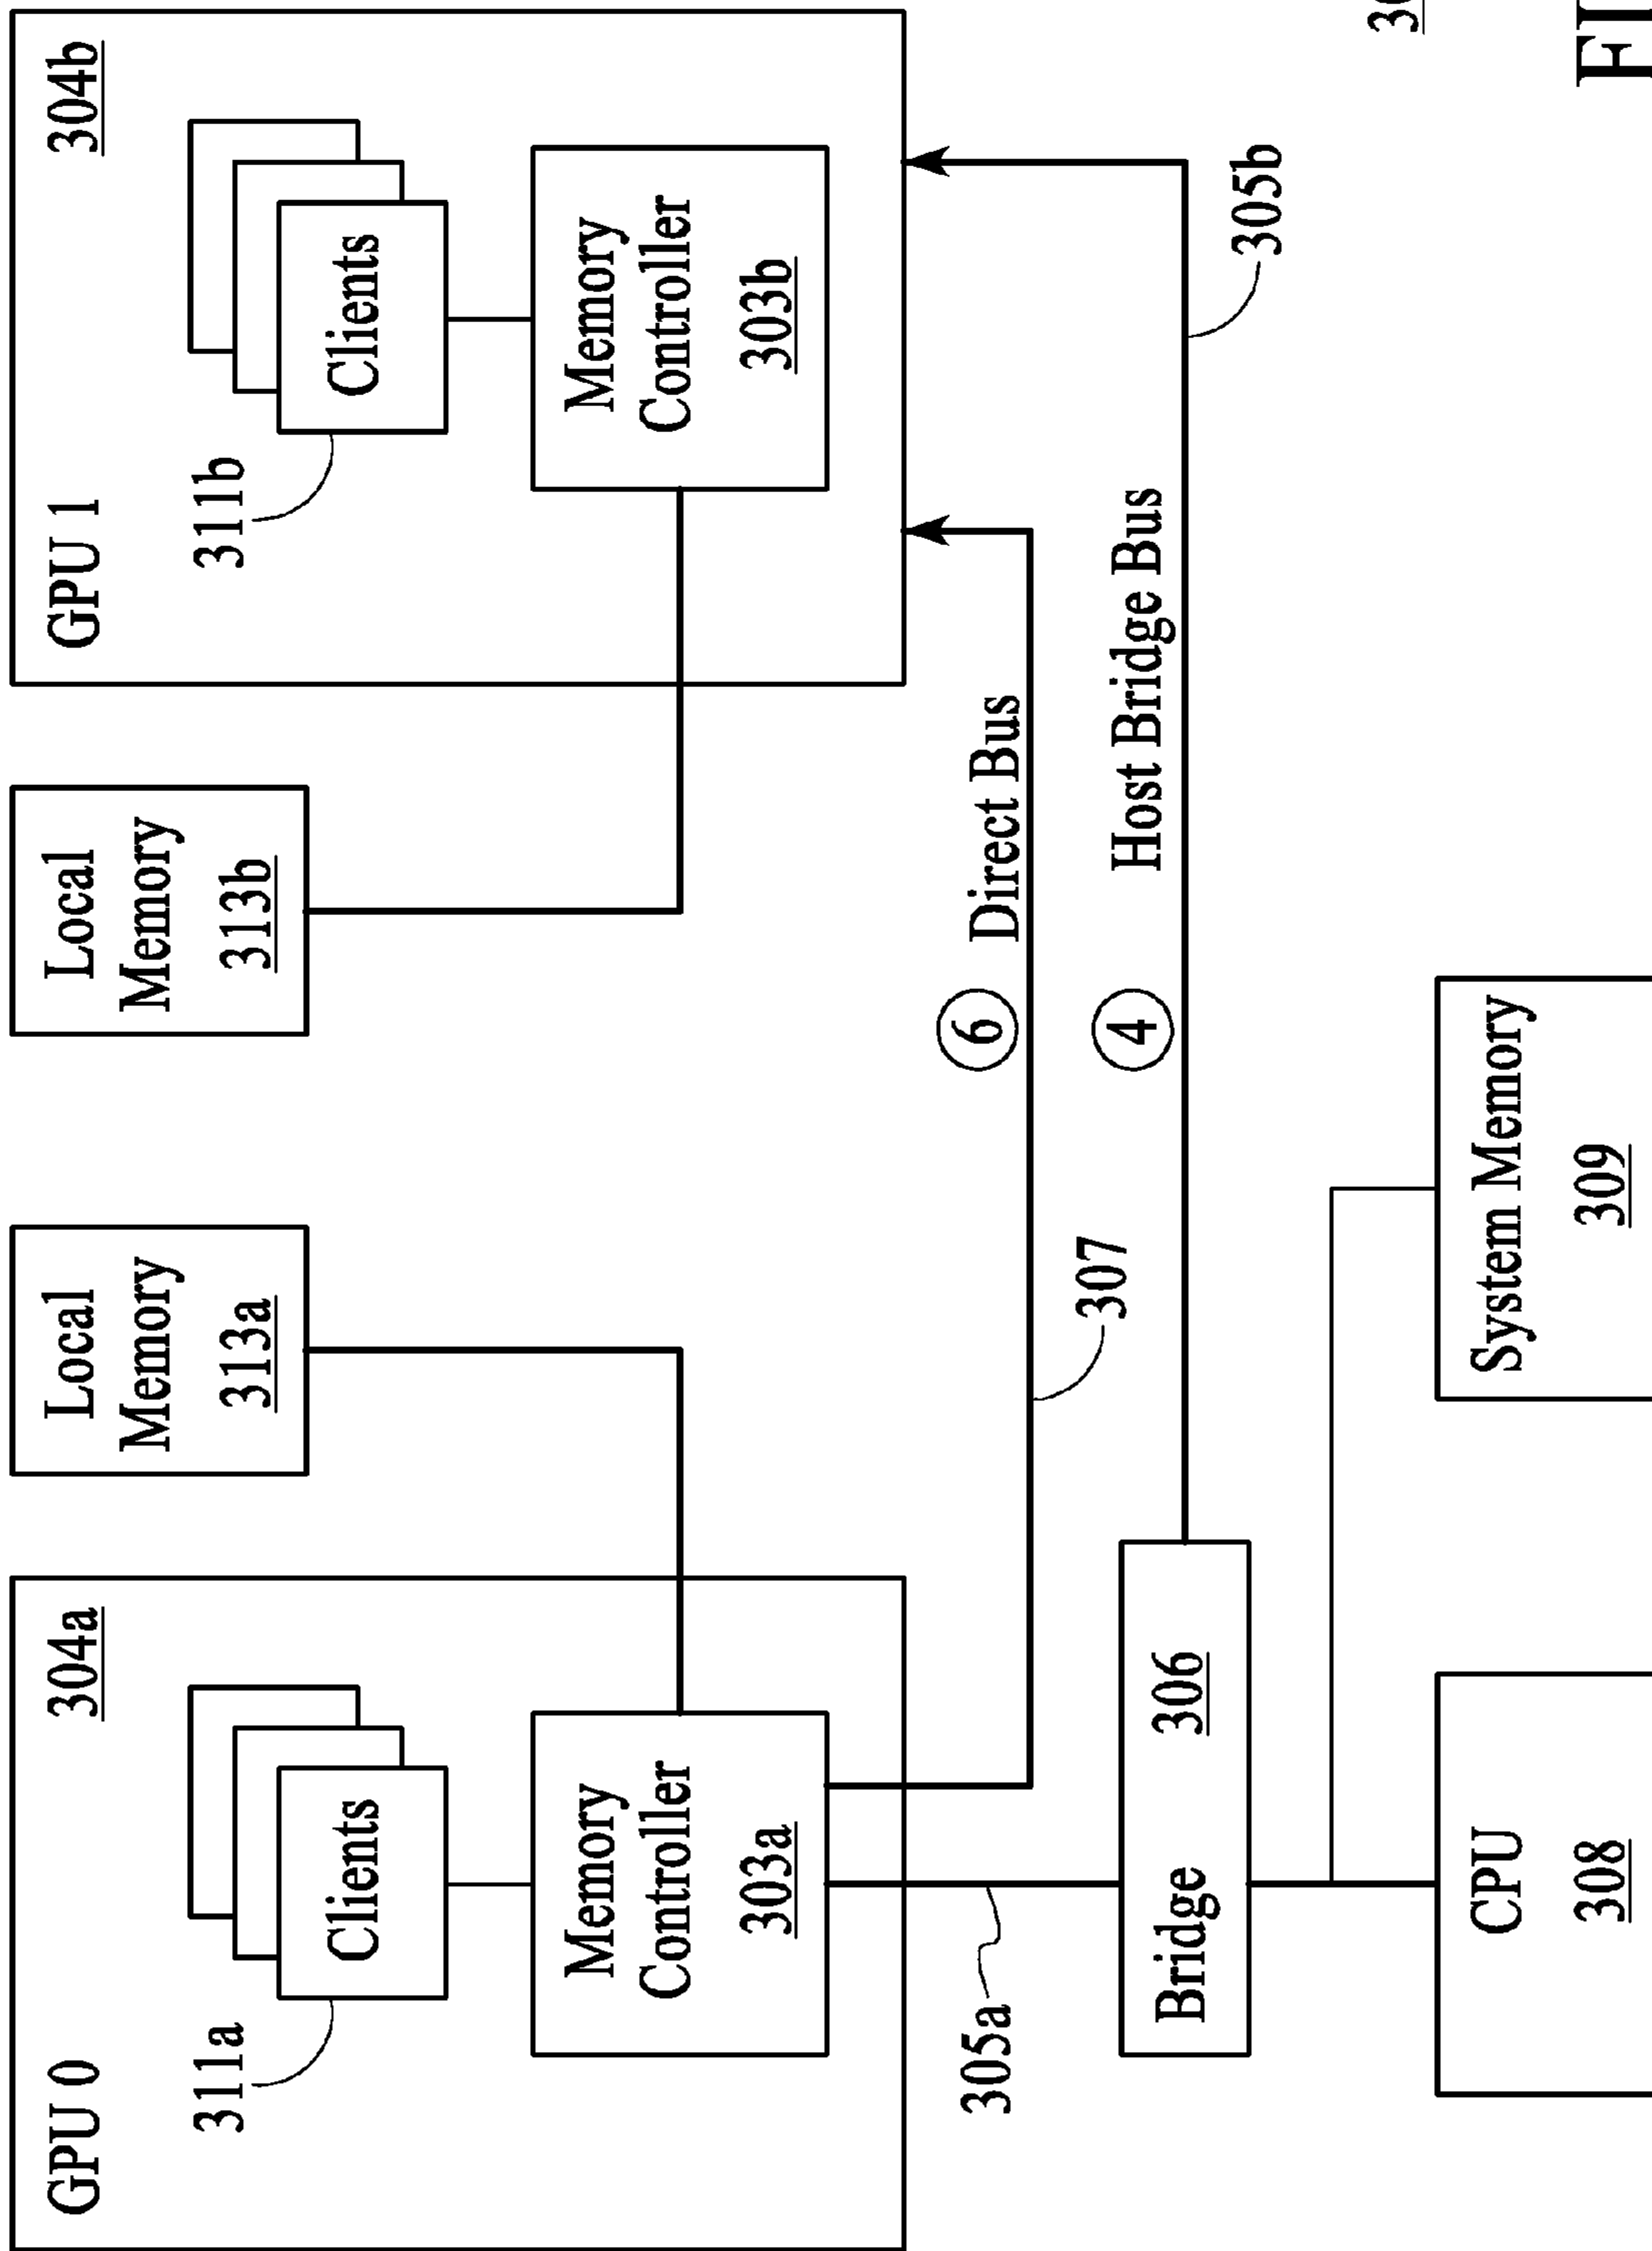 GPU 0
304a
311a
Clients
Memory
Controller
303a
Local
Memory
313a
Local
Memory
313b
GPU 1
304b
311b
Clients
Memory
Controller
303b
6
Direct Bus
4
Host Bridge Bus
305a
307
305b
Bridge
306
CPU
308
System Memory
309